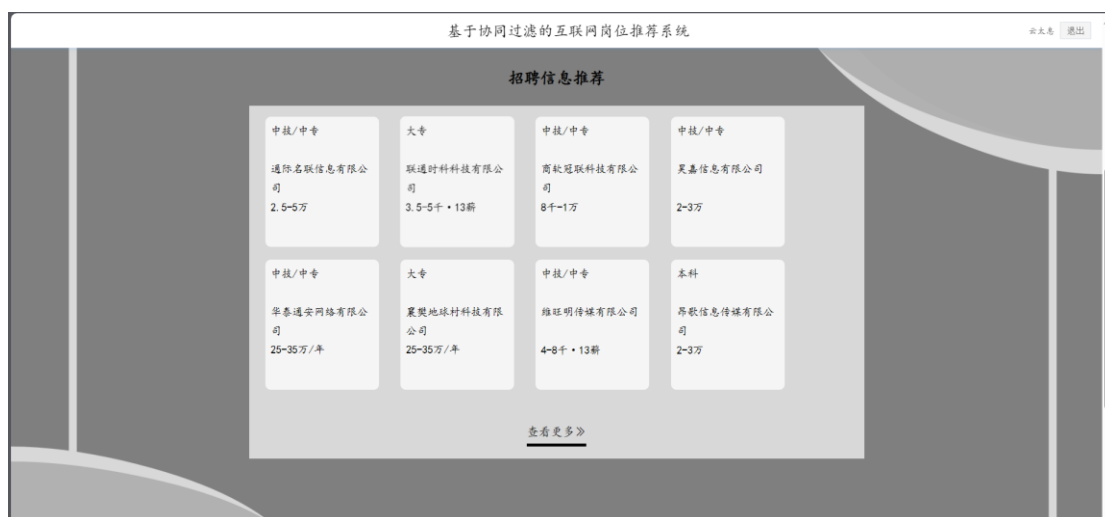 基于协同过滤的互联网岗位推荐系统
云太忠 退出
招聘信息推荐
中技/中专
通际名联信息有限公
司
2.5-5万
大专
联通时科科技有限公
司
3.5-5千·13薪
中技/中专
商软冠联科技有限公
司
8千-1万
中技/中专
昊嘉信息有限公司
2-3万
中技/中专
华泰通安网络有限公
司
25-35万/年
大专
襄樊地球村科技有限
公司
25-35万/年
中技/中专
维旺明传媒有限公司
4-8千·13薪
本科
昂歌信息传媒有限公
司
2-3万
查看更多》